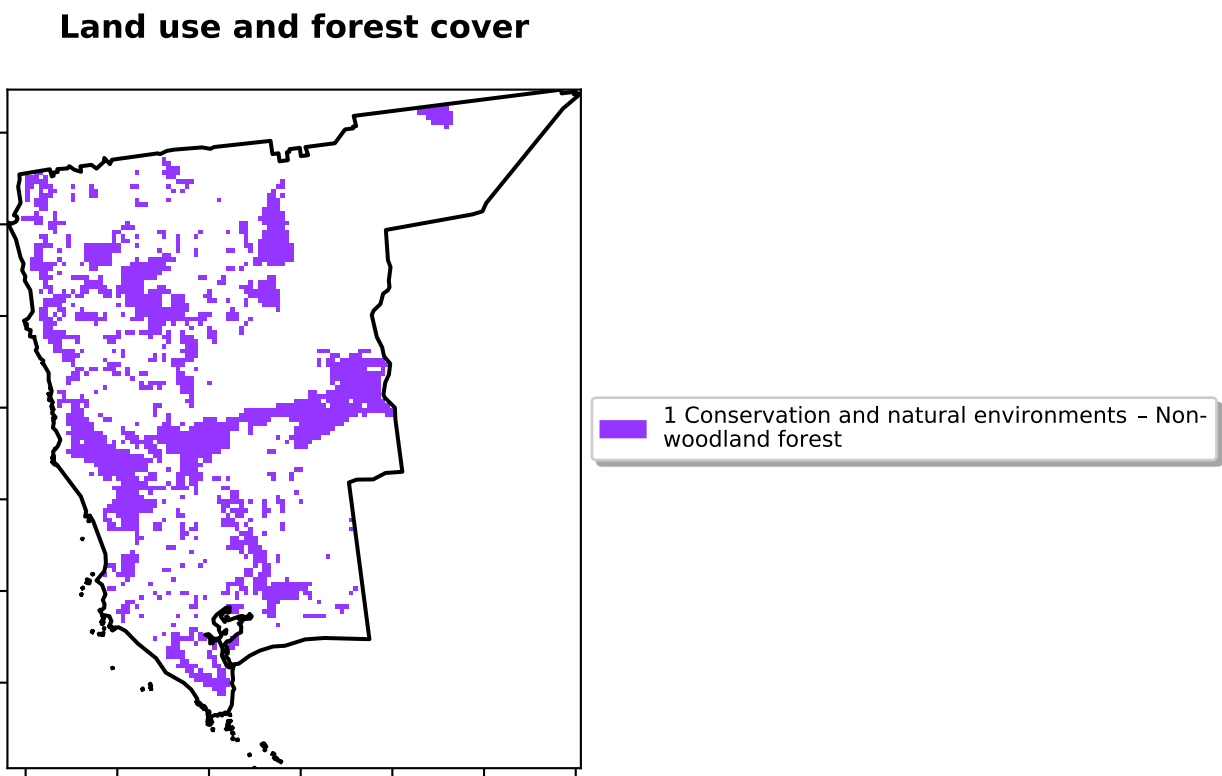 Land use and forest cover
1 Conservation and natural environments – Non-
woodland forest